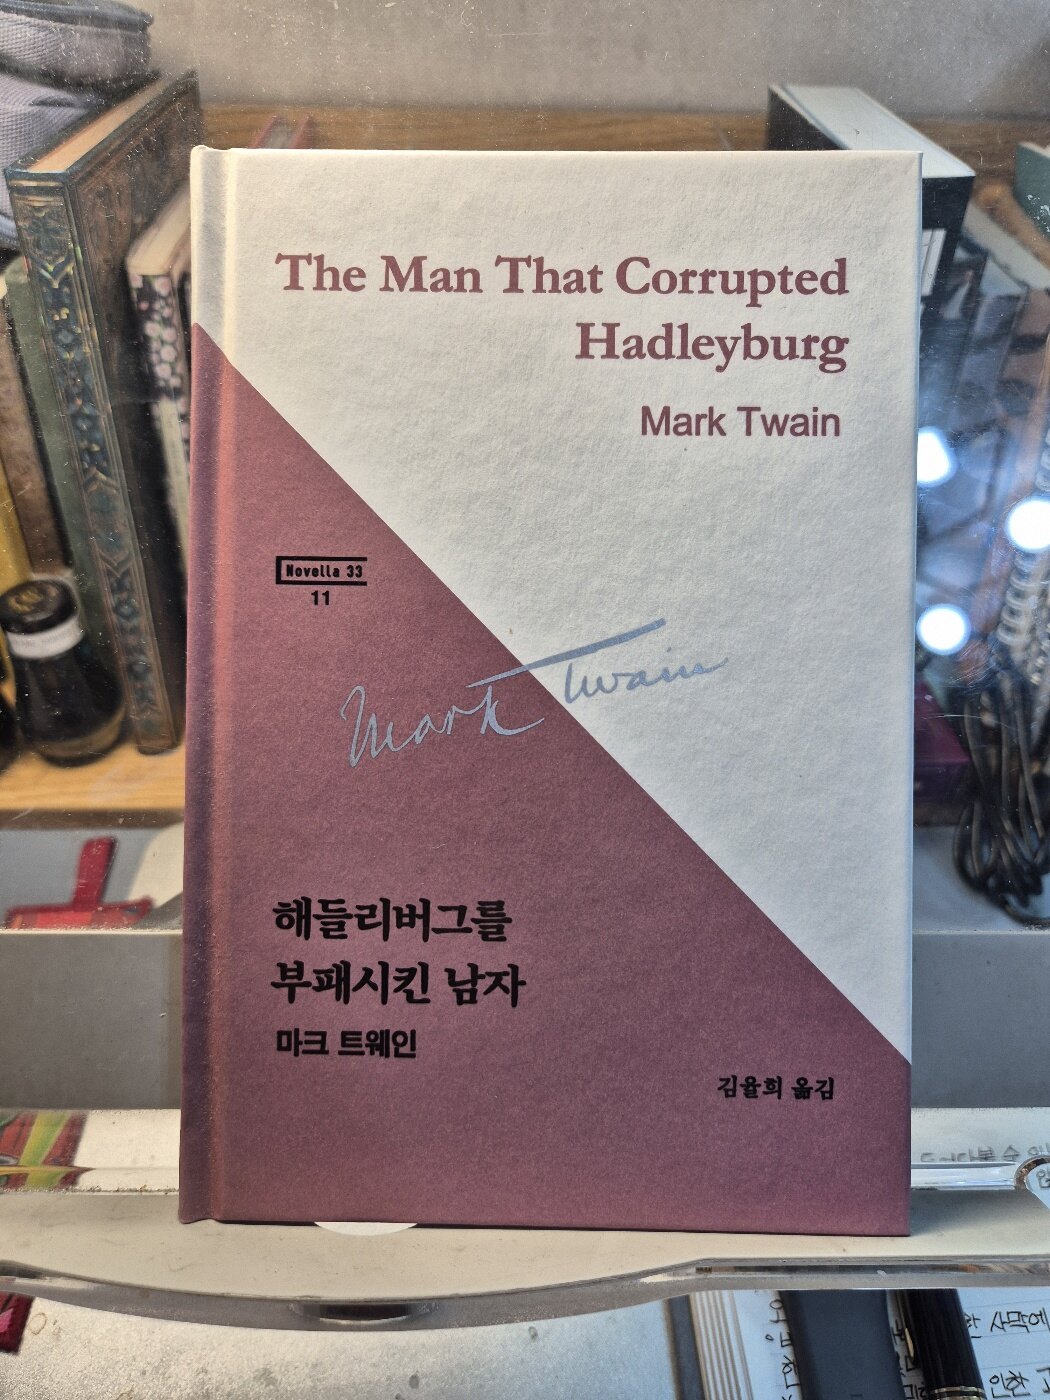 The Man That Corrupted
Hadleyburg
Mark Twain
Novella 33
11
Mark Twain
해들리버그를
부패시킨 남자
마크 트웨인
김율희 옮김